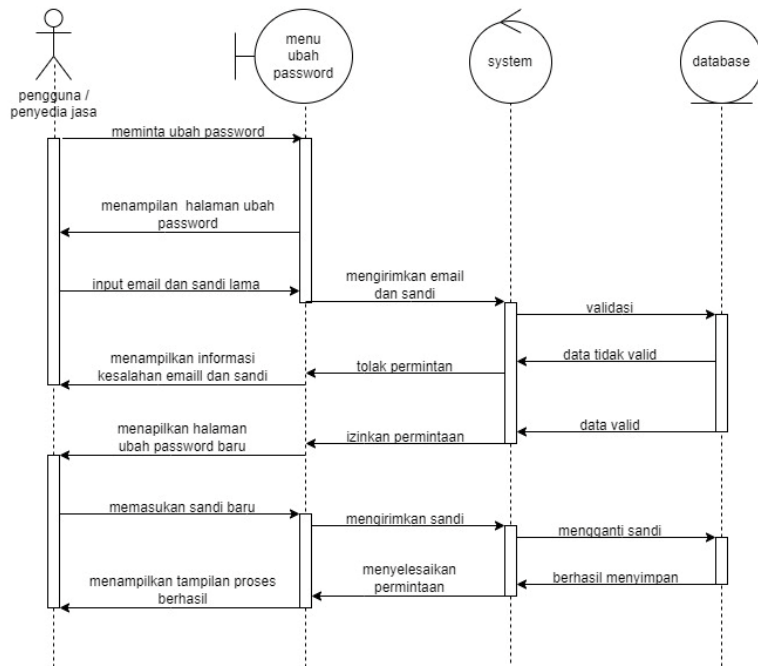 menu
ubah
password
system
database
pengguna /
penyedia jasa
meminta ubah password
menampilan halaman ubah
password
input email dan sandi lama
mengirimkan email
dan sandi
validasi
data tidak valid
tolak permintan
menampilkan informasi
kesalahan emaill dan sandi
data valid
izinkan permintaan
menapilkan halaman
ubah password baru
memasukan sandi baru
mengirimkan sandi
mengganti sandi
berhasil menyimpan
menyelesaikan
permintaan
menampilkan tampilan proses
berhasil